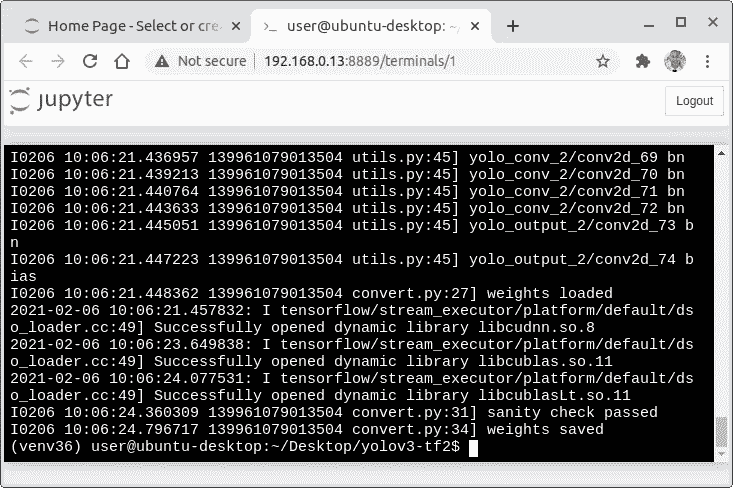 Home Page - Select or cre
user@ubuntu-desktop: ~
Not secure
192.168.0.13:8889/terminals/1
jupyter
Logout
I0206 10:06:21.436957 139961079013504 utils.py:45] yolo_conv_2/conv2d_69 bn
I0206 10:06:21.439213 139961079013504 utils.py:45] yolo_conv_2/conv2d_70 bn
I0206 10:06:21.440764 139961079013504 utils.py:45] yolo_conv_2/conv2d_71 bn
I0206 10:06:21.443633 139961079013504 utils.py:45] yolo_conv_2/conv2d_72 bn
I0206 10:06:21.445051 139961079013504 utils.py:45] yolo_output_2/conv2d_73 b
n
I0206 10:06:21.447223 139961079013504 utils.py:45] yolo_output_2/conv2d_74 b
ias
I0206 10:06:21.448362 139961079013504 convert.py:27] weights loaded
2021-02-06 10:06:21.457832: I tensorflow/stream_executor/platform/default/ds
o_loader.cc:49] Successfully opened dynamic library libcudnn.so.8
2021-02-06 10:06:23.649838: I tensorflow/stream_executor/platform/default/ds
o_loader.cc:49] Successfully opened dynamic library libcublas.so.11
2021-02-06 10:06:24.077531: I tensorflow/stream_executor/platform/default/ds
o_loader.cc:49] Successfully opened dynamic library libcublasLt.so.11
I0206 10:06:24.360309 139961079013504 convert.py:31] sanity check passed
I0206 10:06:24.796717 139961079013504 convert.py:34] weights saved
(venv36) user@ubuntu-desktop:~/Desktop/yolov3-tf2$